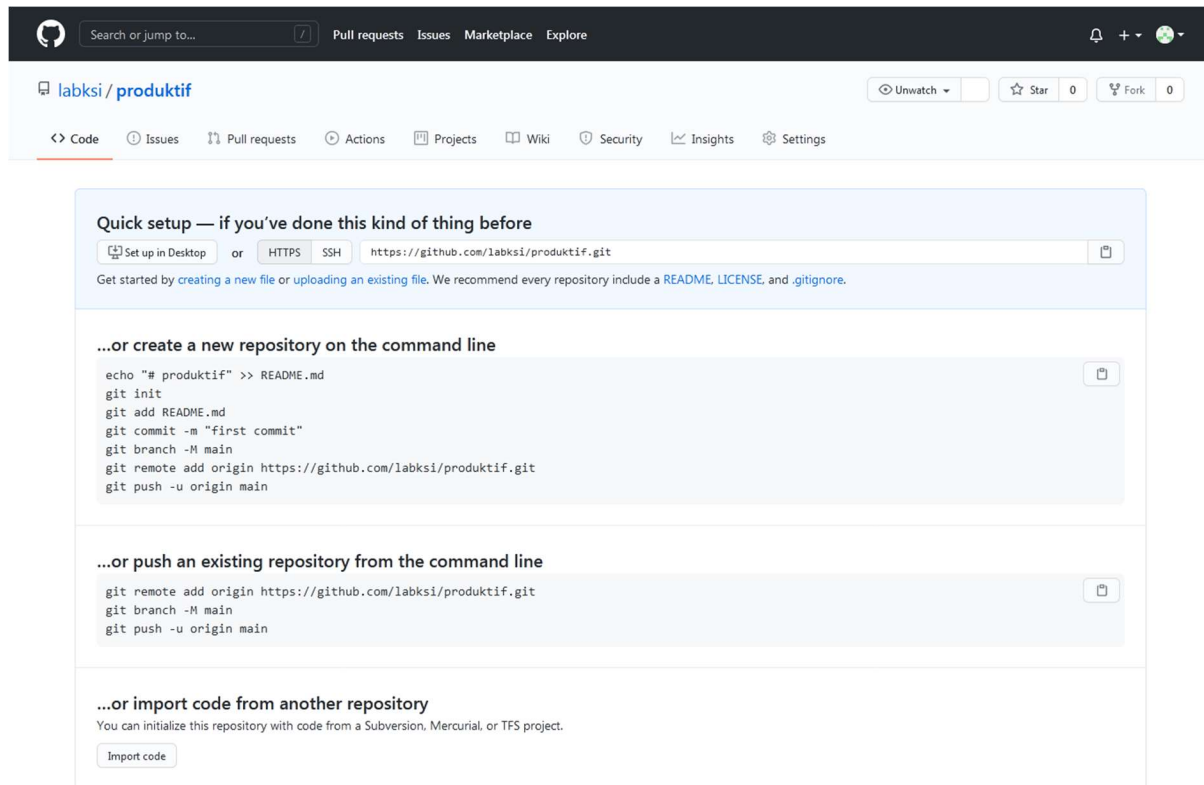 Search or jump to... / Pull requests Issues Marketplace Explore
labksi / produktif Unwatch Star 0 Fork 0
Code Issues Pull requests Actions Projects Wiki Security Insights Settings
Quick setup — if you've done this kind of thing before
Set up in Desktop or HTTPS SSH https://github.com/labksi/produktif.git
Get started by creating a new file or uploading an existing file. We recommend every repository include a README, LICENSE, and .gitignore.
...or create a new repository on the command line
echo "# produktif" >> README.md
git init
git add README.md
git commit -m "first commit"
git branch -M main
git remote add origin https://github.com/labksi/produktif.git
git push -u origin main
...or push an existing repository from the command line
git remote add origin https://github.com/labksi/produktif.git
git branch -M main
git push -u origin main
...or import code from another repository
You can initialize this repository with code from a Subversion, Mercurial, or TFS project.
Import code